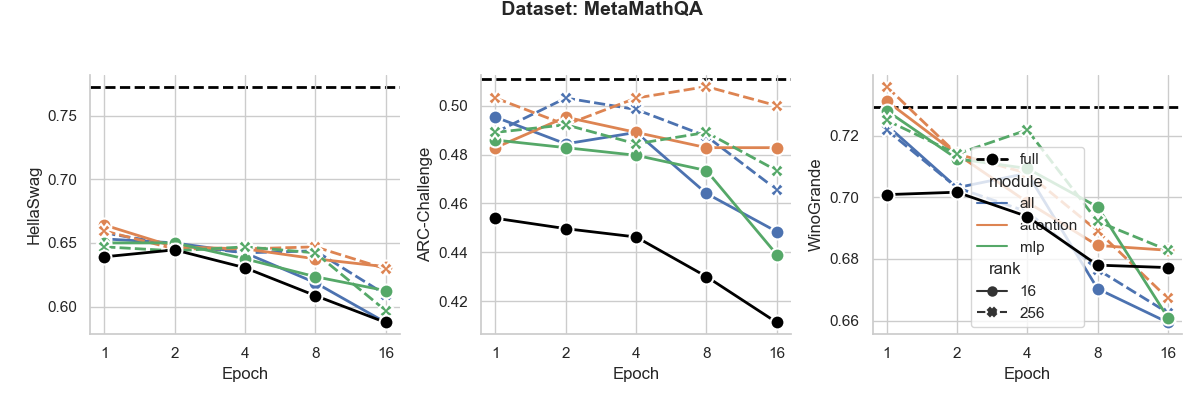 Dataset: MetaMathQA
HellaSwag
0.75
0.70
0.65
0.60
1 2 4 8 16
Epoch
ARC-Challenge
0.50
0.48
0.46
0.44
0.42
1 2 4 8 16
Epoch
WinoGrande
0.72
0.70
0.68
0.66
1 2 4 8 16
Epoch
full
module
all
attention
mlp
rank
16
256